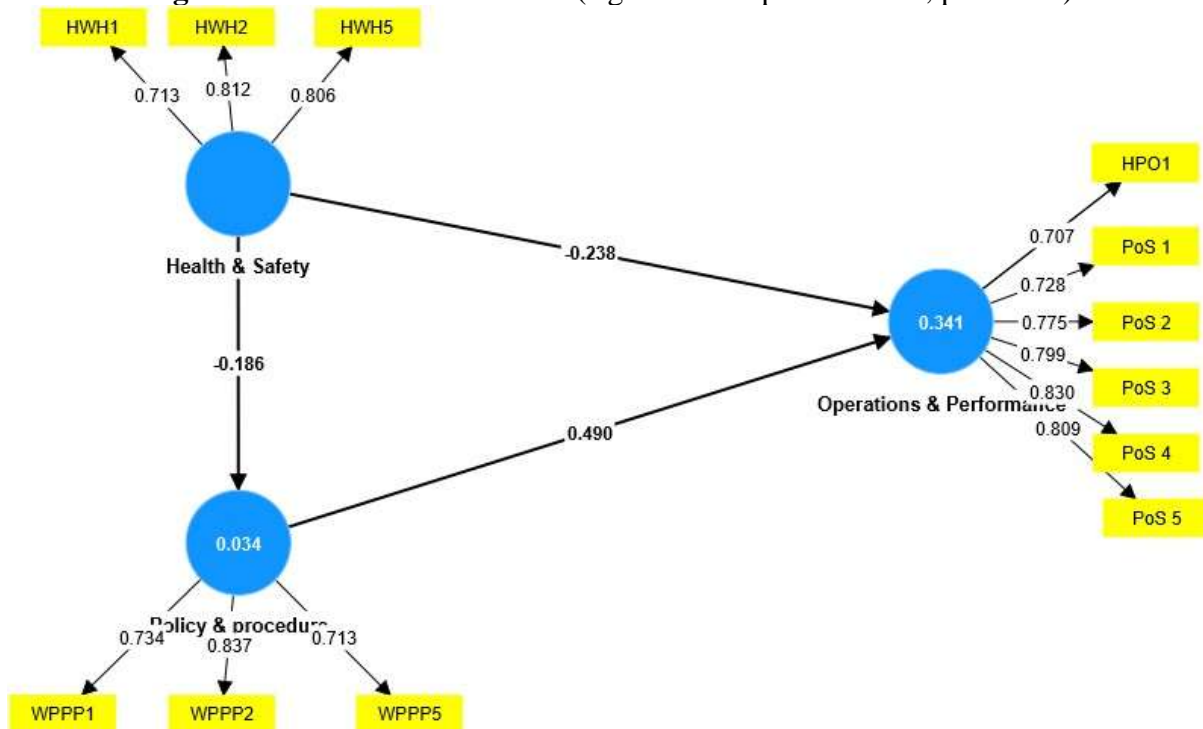 HWH1 HWH2 HWH5
0.713 0.812 0.806
HPO1
0.707
PoS 1
-0.238
Health & Safety
0.728
0.341 0.775 PoS 2
0.799
-0.186
PoS 3
0.830
Operations & Performance
0.809
0.490
PoS 4
PoS 5
0.034
Policy & procedure
0.734 0.837 0.713
WPPP1 WPPP2 WPPP5